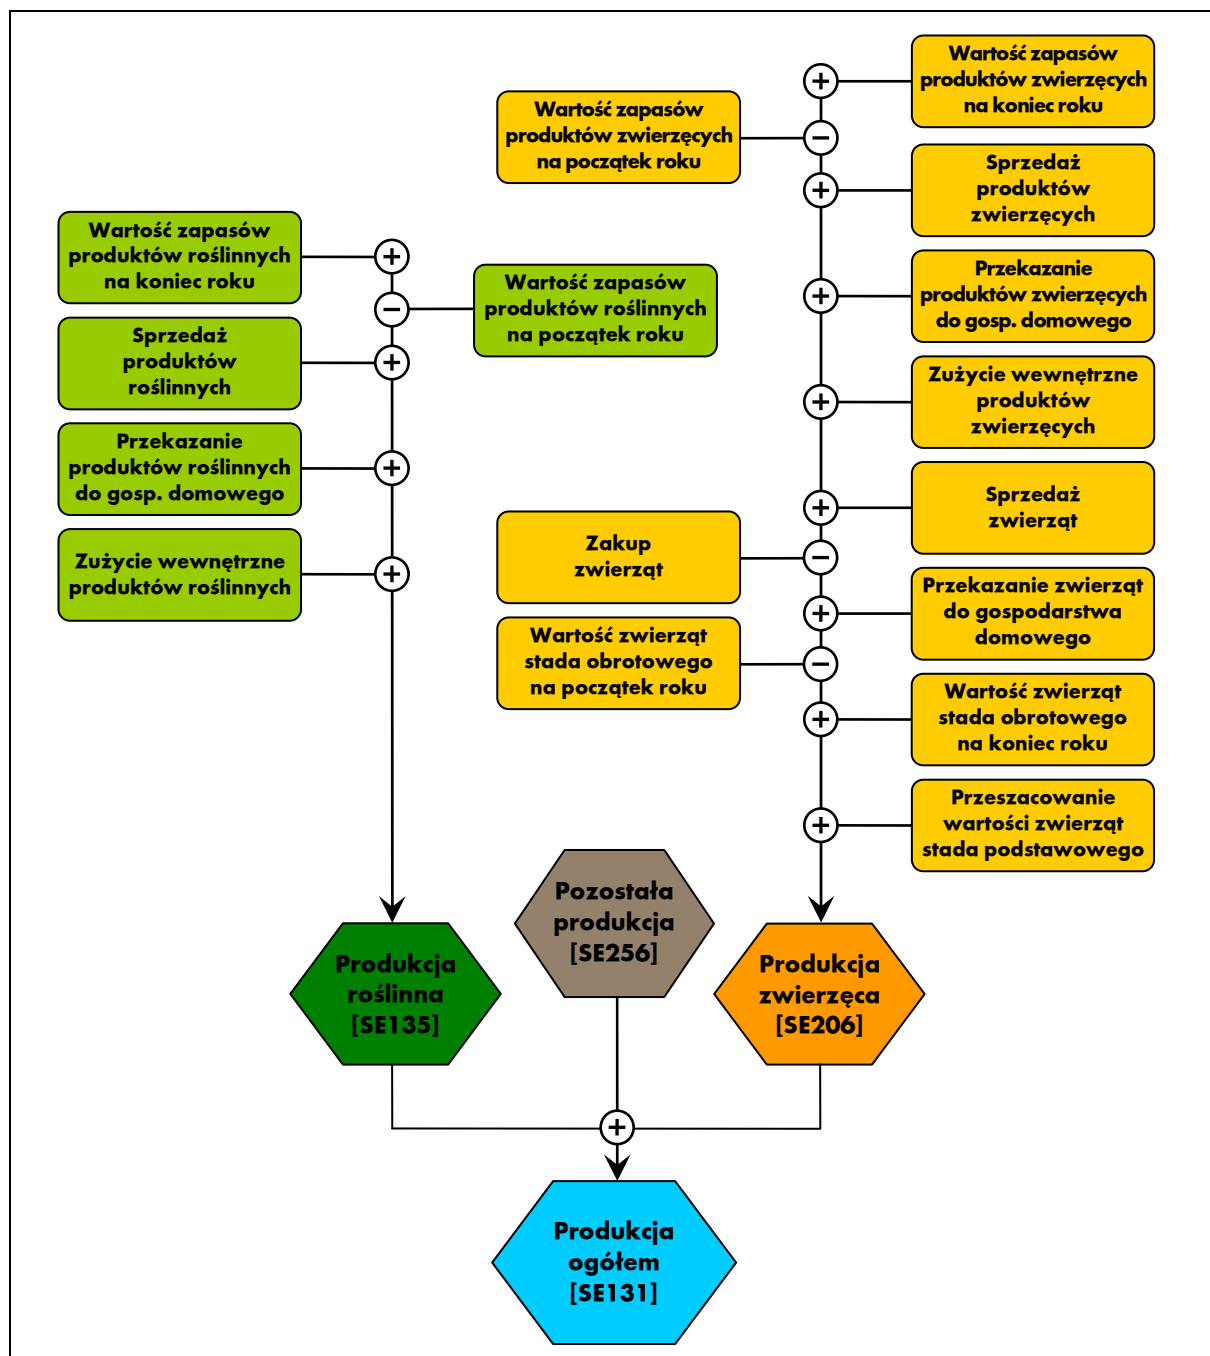 Wartość zapasów
produktów roślinnych
na koniec roku
Sprzedaż
produktów
roślinnych
Przekazanie
produktów roślinnych
do gosp. domowego
Zużycie wewnętrzne
produktów roślinnych
Wartość zapasów
produktów roślinnych
na początek roku
Wartość zapasów
produktów zwierzęcych
na początek roku
Zakup
zwierząt
Wartość zwierząt
stada obrotowego
na początek roku
Wartość zapasów
produktów zwierzęcych
na koniec roku
Sprzedaż
produktów
zwierzęcych
Przekazanie
produktów zwierzęcych
do gosp. domowego
Zużycie wewnętrzne
produktów
zwierzęcych
Sprzedaż
zwierząt
Przekazanie zwierząt
do gospodarstwa
domowego
Wartość zwierząt
stada obrotowego
na koniec roku
Przeszacowanie
wartości zwierząt
stada podstawowego
Produkcja
roślinna
[SE135]
Pozostała
produkcja
[SE256]
Produkcja
zwierzęca
[SE206]
Produkcja
ogółem
[SE131]